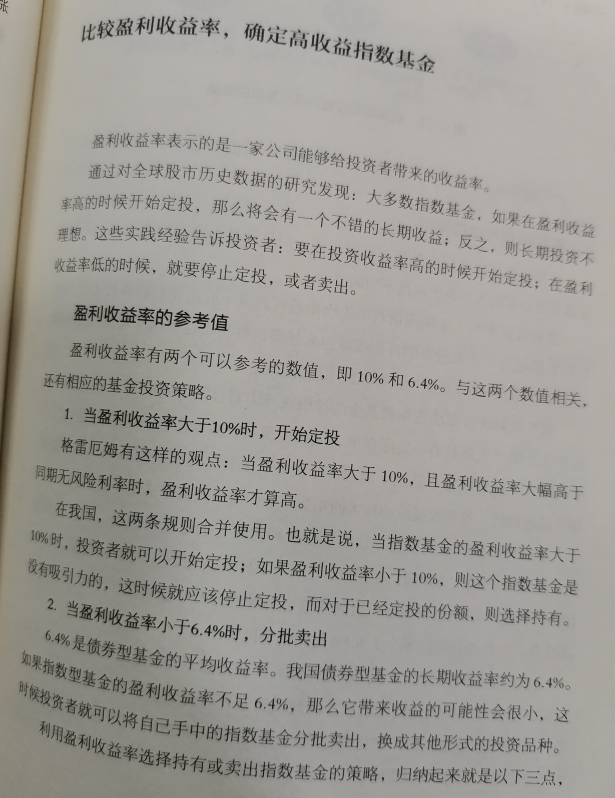 张
比较盈利收益率，确定高收益指数基金
盈利收益率表示的是一家公司能够给投资者带来的收益率。
通过对全球股市历史数据的研究发现：大多数指数基金，如果在盈利收益
率高的时候开始定投，那么将会有一个不错的长期收益；反之，则长期投资不
理想。这些实践经验告诉投资者：要在投资收益率高的时候开始定投；在盈利
收益率低的时候，就要停止定投，或者卖出。
盈利收益率的参考值
盈利收益率有两个可以参考的数值，即 10% 和 6.4%。与这两个数值相关，
还有相应的基金投资策略。
1. 当盈利收益率大于10%时，开始定投
格雷厄姆有这样的观点：当盈利收益率大于 10%，且盈利收益率大幅高于
同期无风险利率时，盈利收益率才算高。
在我国，这两条规则合并使用。也就是说，当指数基金的盈利收益率大于
10%时，投资者就可以开始定投；如果盈利收益率小于 10%，则这个指数基金是
没有吸引力的，这时候就应该停止定投，而对于已经定投的份额，则选择持有。
2. 当盈利收益率小于6.4%时，分批卖出
6.4%是债券型基金的平均收益率。我国债券型基金的长期收益率约为 6.4%。
如果指数型基金的盈利收益率不足 6.4%，那么它带来收益的可能性会很小，这
时候投资者就可以将自己手中的指数基金分批卖出，换成其他形式的投资品种。
利用盈利收益率选择持有或卖出指数基金的策略，归纳起来就是以下三点，